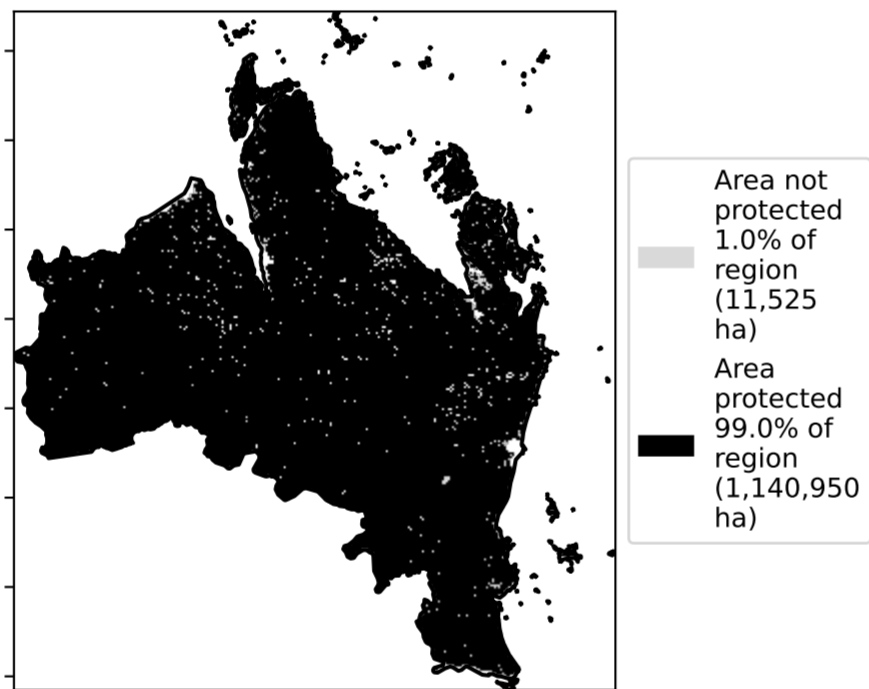 Area not
protected
1.0% of
region
(11,525
ha)
Area
protected
99.0% of
region
(1,140,950
ha)